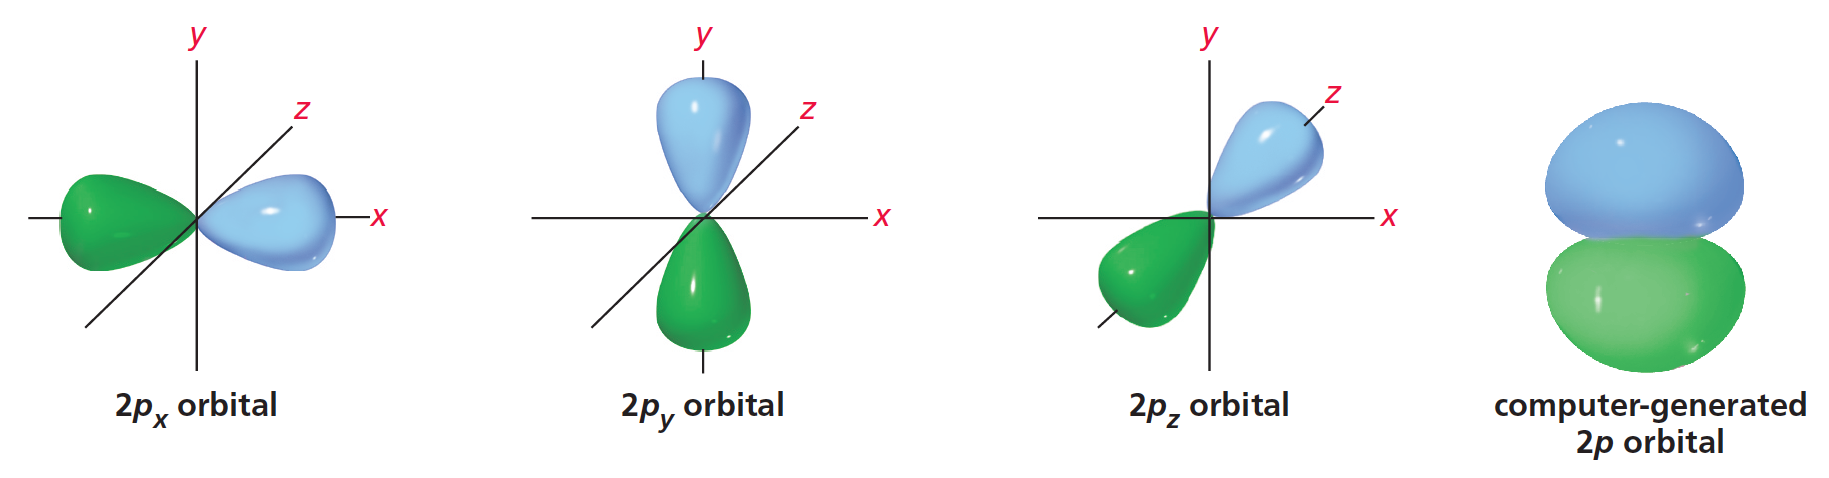 y
z
x
2px orbital
y
z
x
2py orbital
y
z
x
2pz orbital
computer-generated
2p orbital